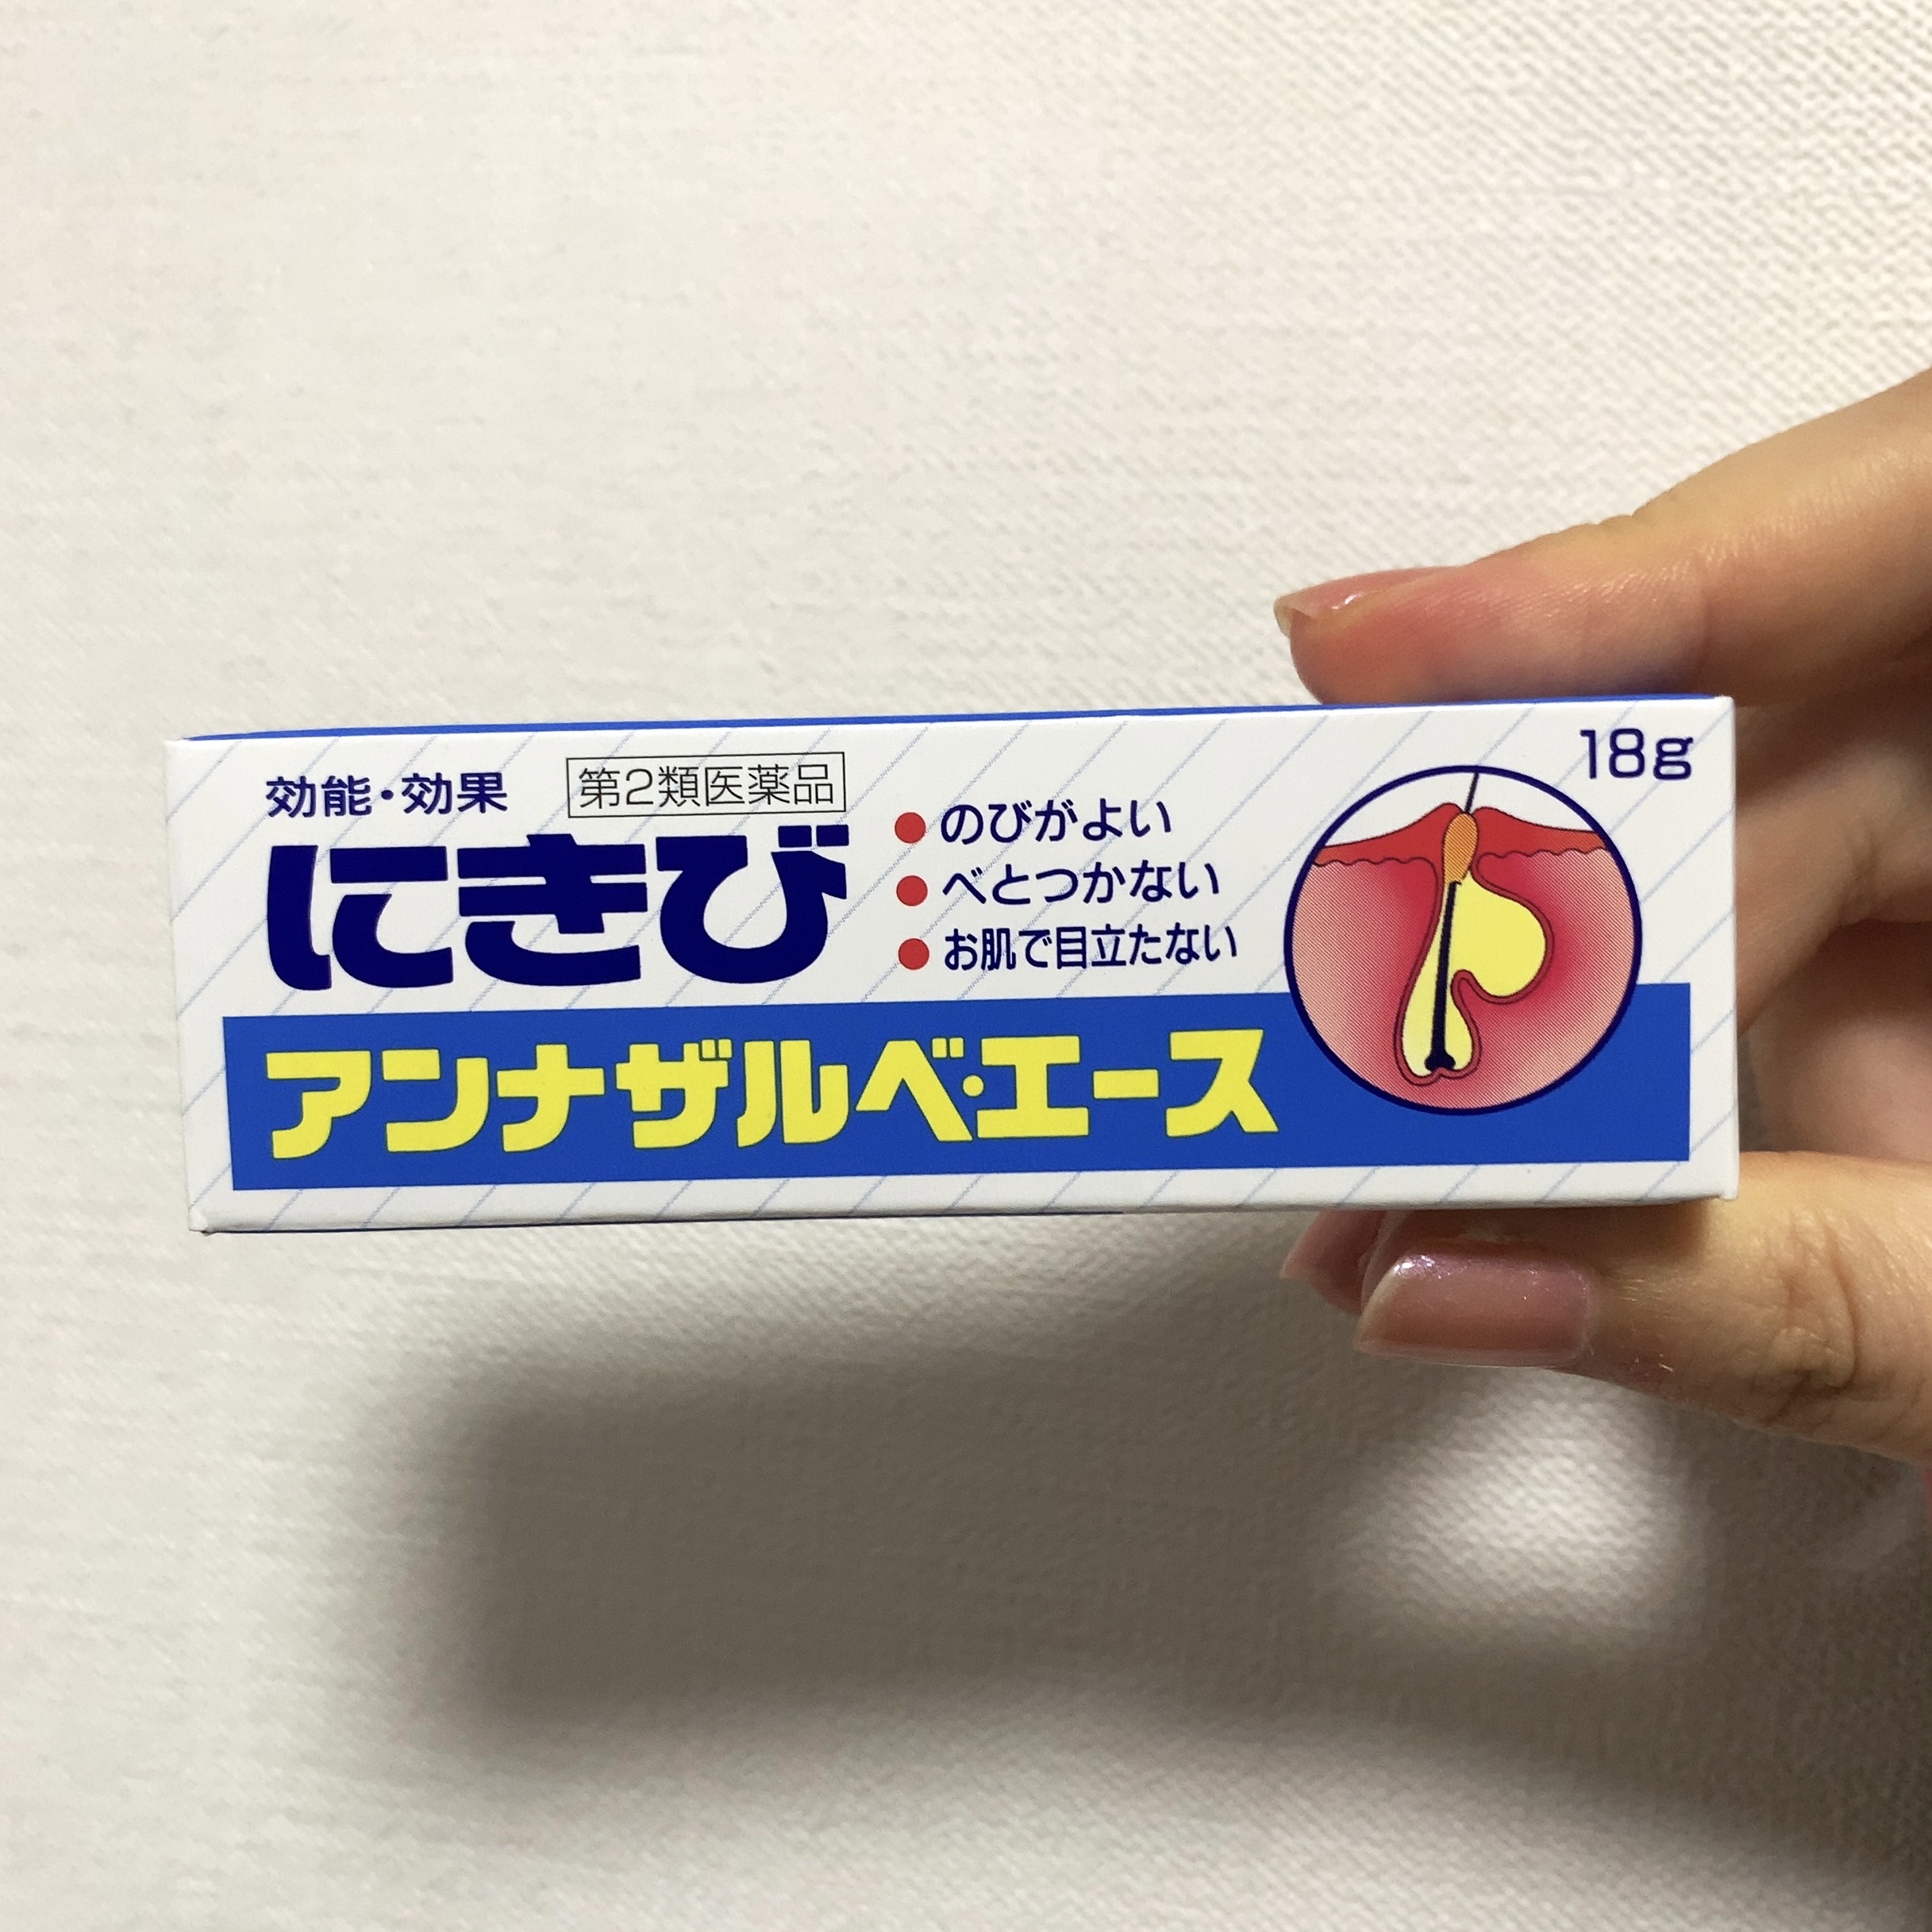 効能・効果
第2類医薬品
にきび
●のびがよい
●べとつかない
●お肌で目立たない
18g
アンナザルベ・エース